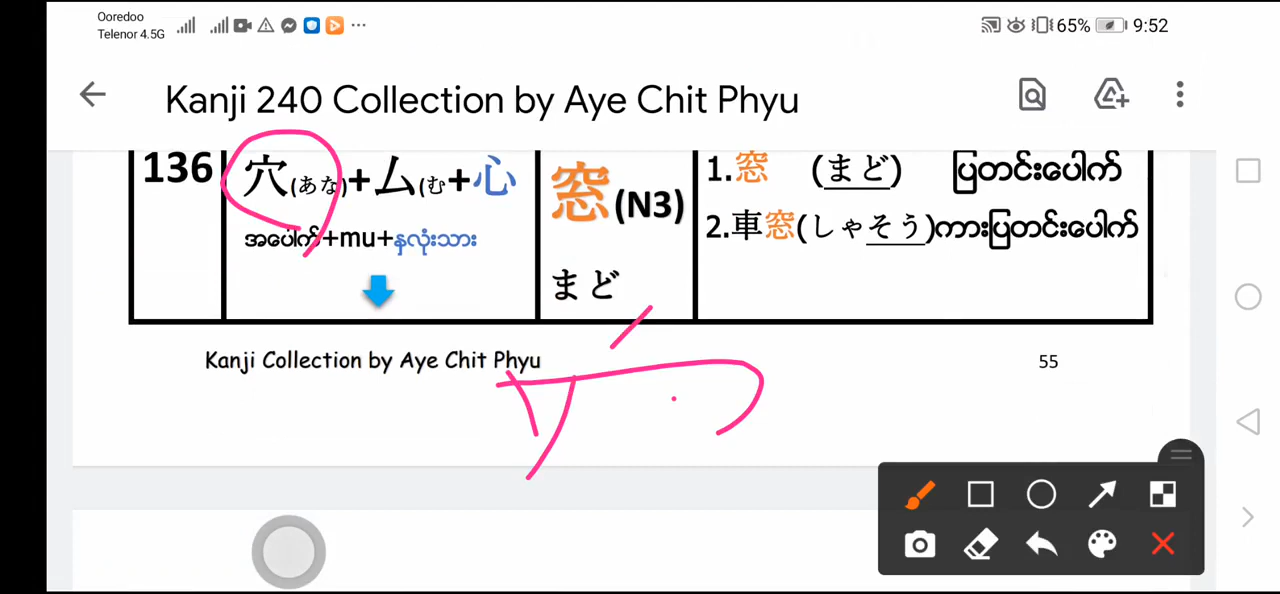 Ooredoo
Telenor 4.5G
65% 9:52
Kanji 240 Collection by Aye Chit Phyu
136
穴(あな)+ム(む+心
အပေါက်+mu+နှလုံးသား
窓(N3)
まど
1.窓 (まど) ပြတင်းပေါက်
2.車窓(しゃそう)ကားပြတင်းပေါက်
Kanji Collection by Aye Chit Phyu
55